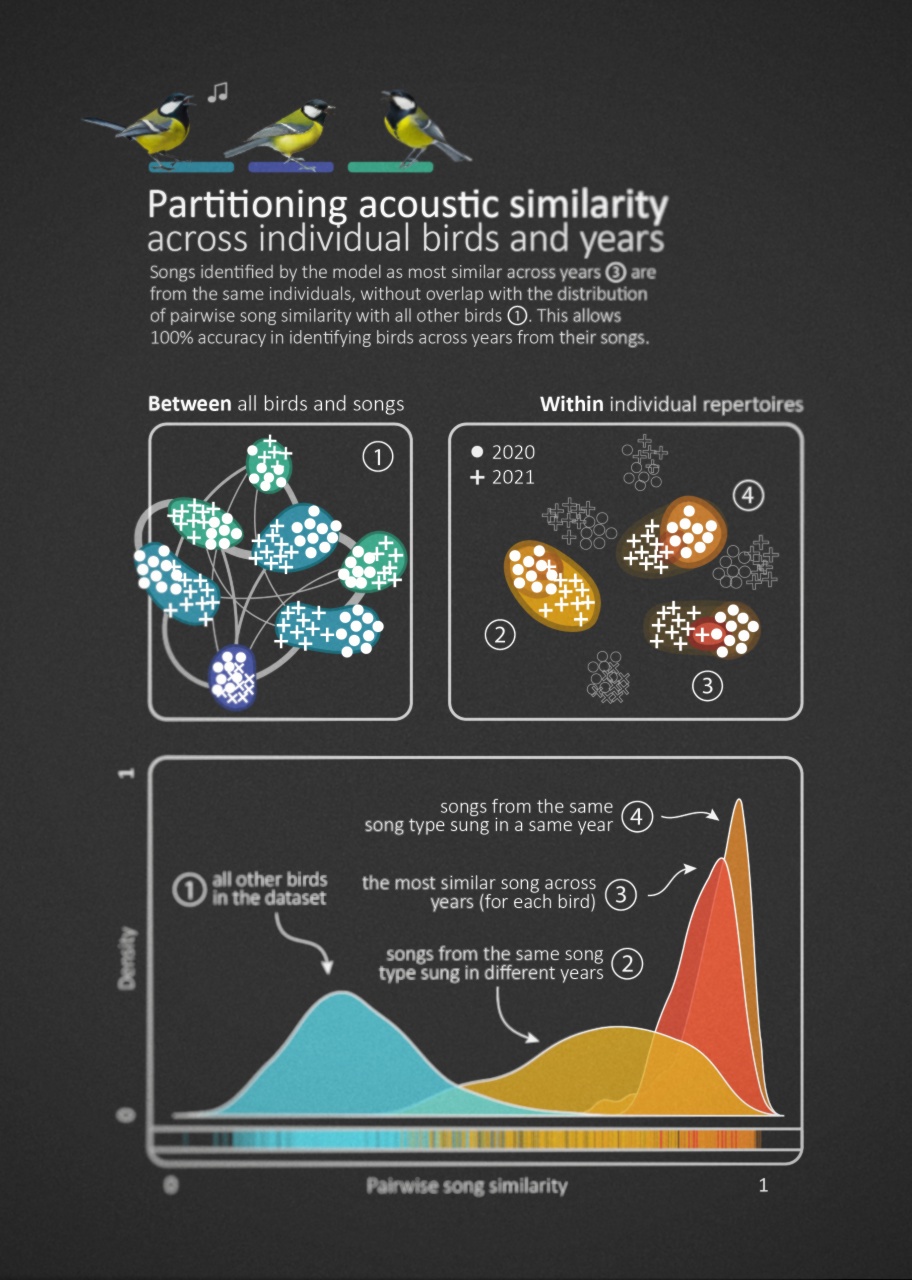 Partitioning acoustic similarity
across individual birds and years
Songs identified by the model as most similar across years ③ are
from the same individuals, without overlap with the distribution
of pairwise song similarity with all other birds ①. This allows
100% accuracy in identifying birds across years from their songs.
Between all birds and songs
1
Within individual repertoires
2020
2021
4
2
3
1
Density
0
songs from the same
song type sung in a same year
4
1
all other birds
in the dataset
the most similar song across
years (for each bird)
3
songs from the same song
type sung in different years
2
0
Pairwise song similarity
1